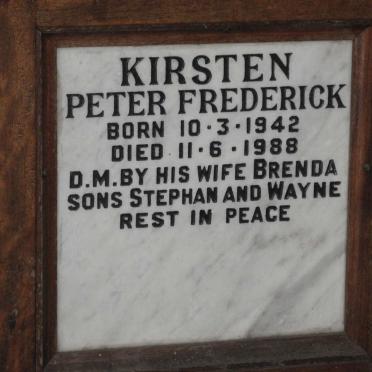 KIRSTEN
PETER FREDERICK
BORN 10·3·1942
DIED 11·6·1988
D.M.BY HIS WIFE BRENDA
SONS STEPHAN AND WAYNE
REST IN PEACE